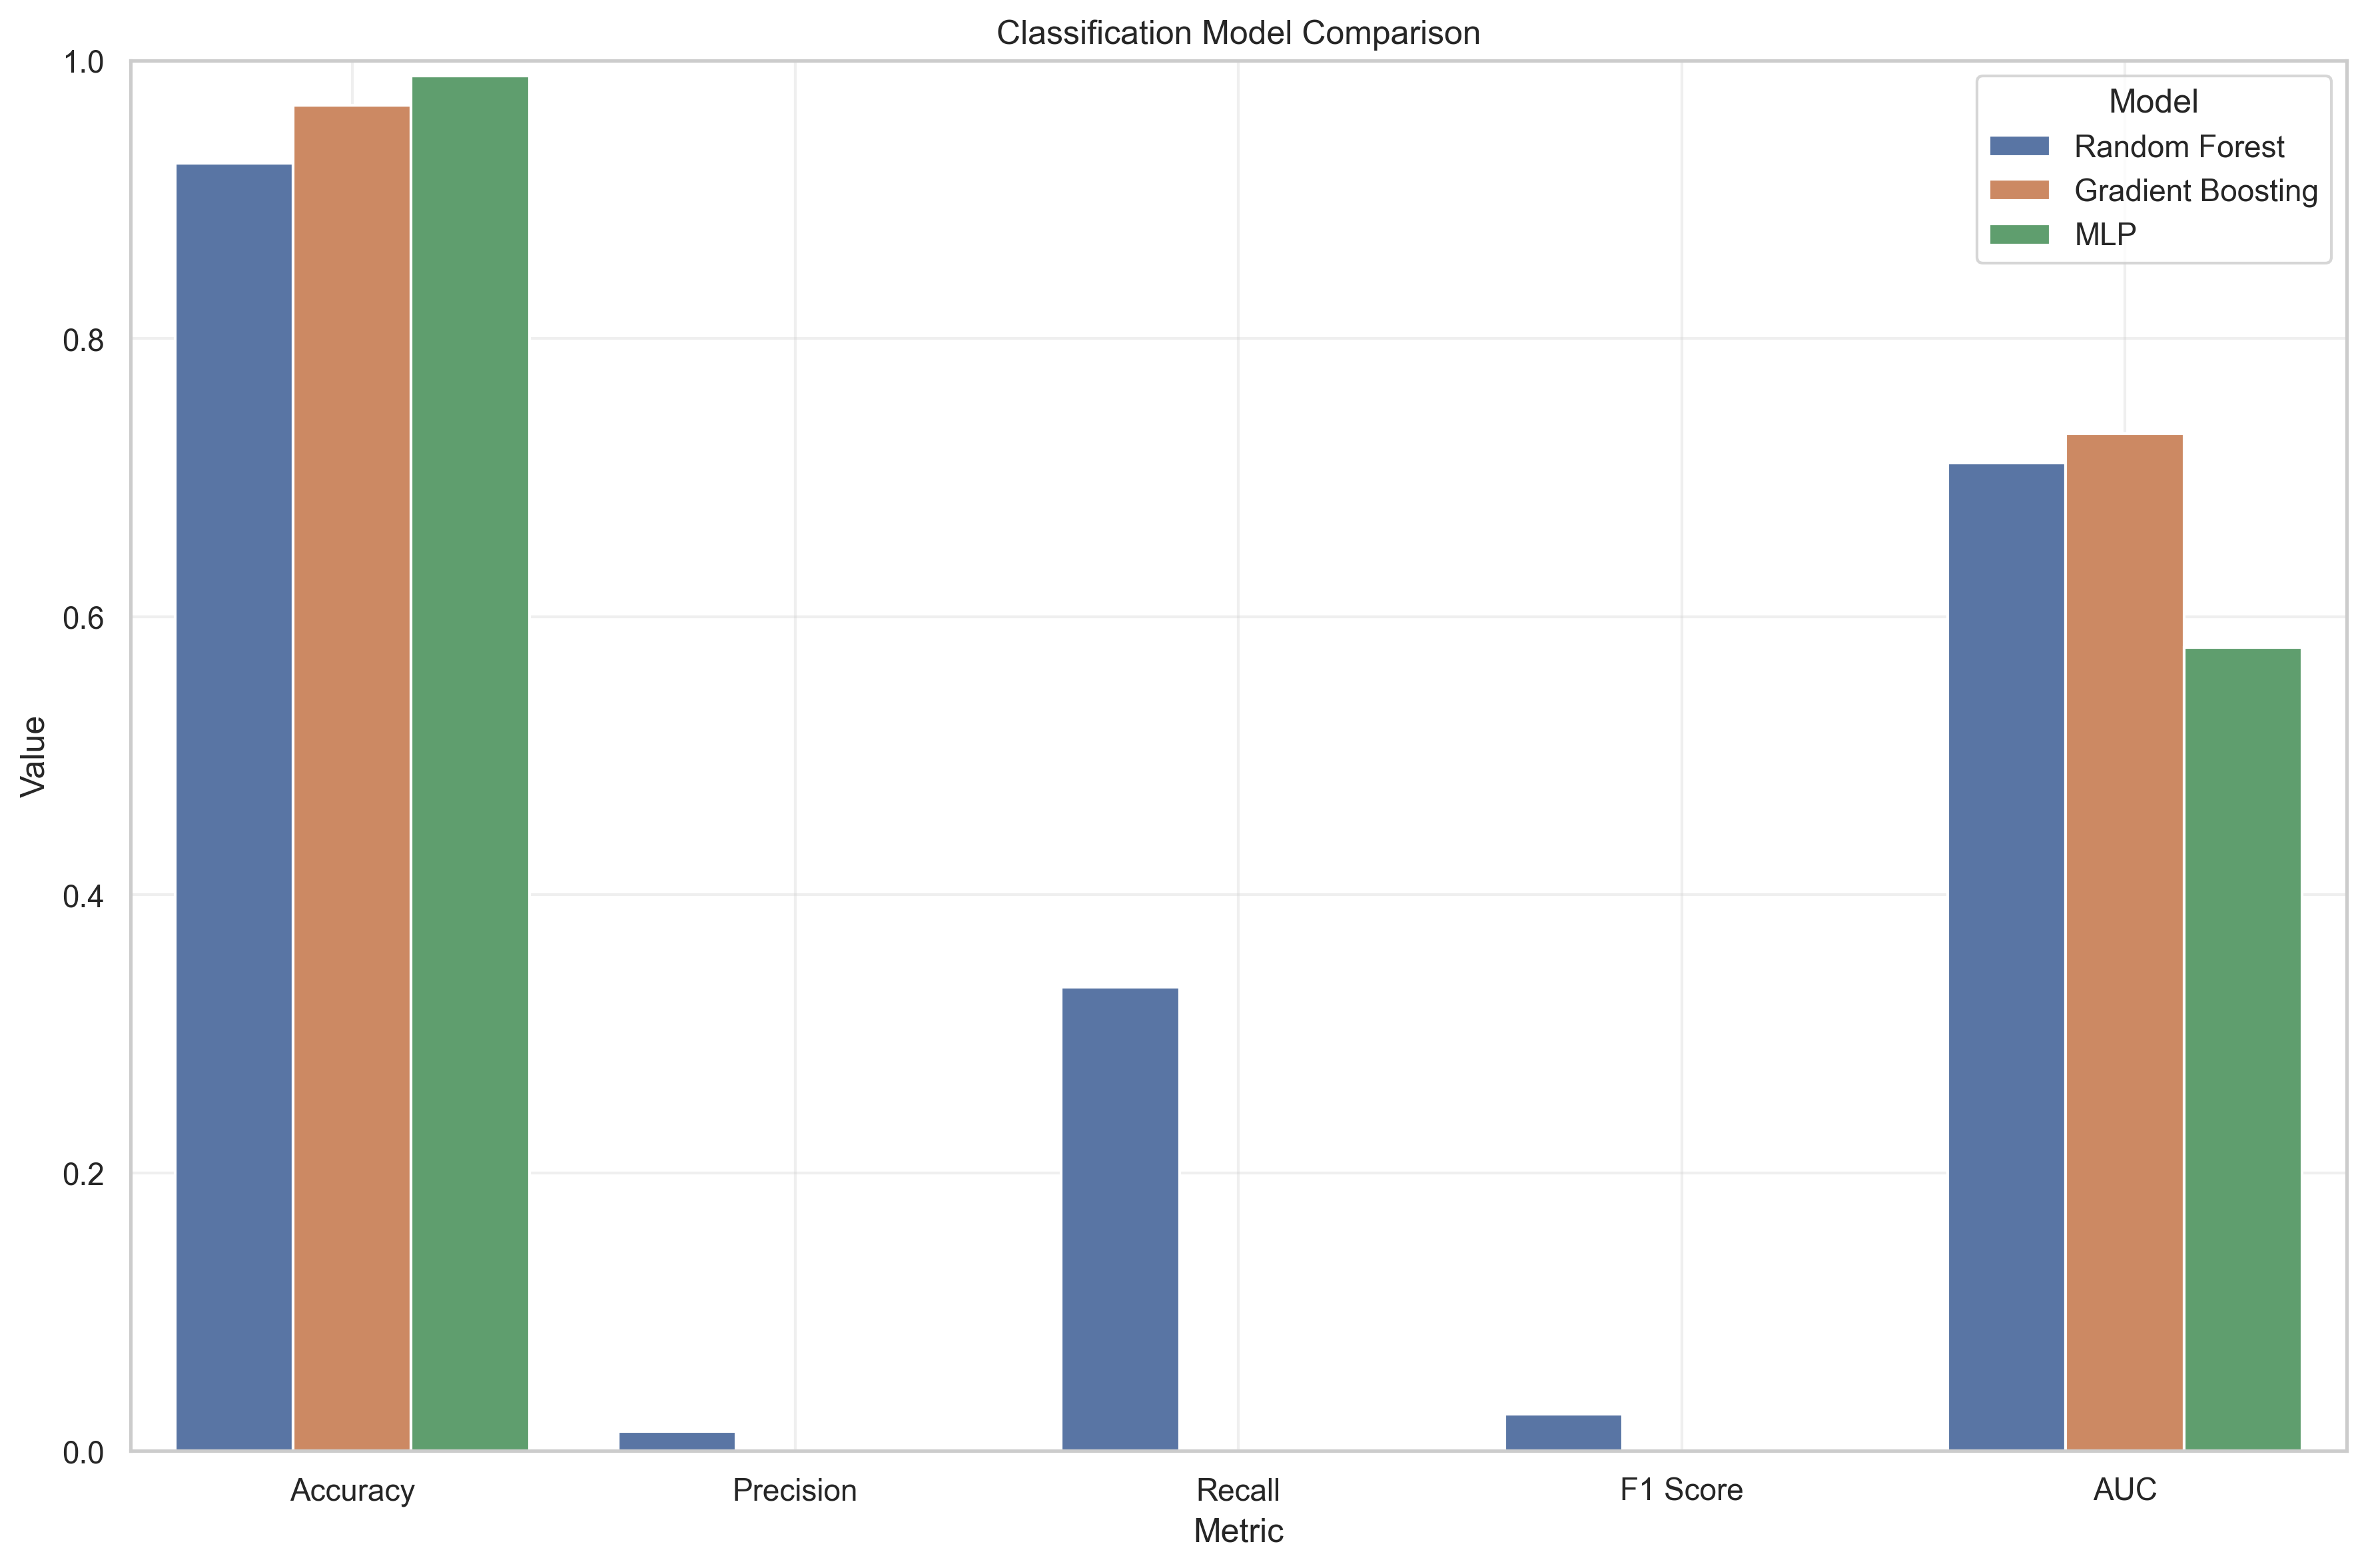 Classification Model Comparison
1.0
0.8
0.6
0.4
0.2
0.0
Value
Model
Random Forest
Gradient Boosting
MLP
Accuracy
Precision
Recall
F1 Score
AUC
Metric